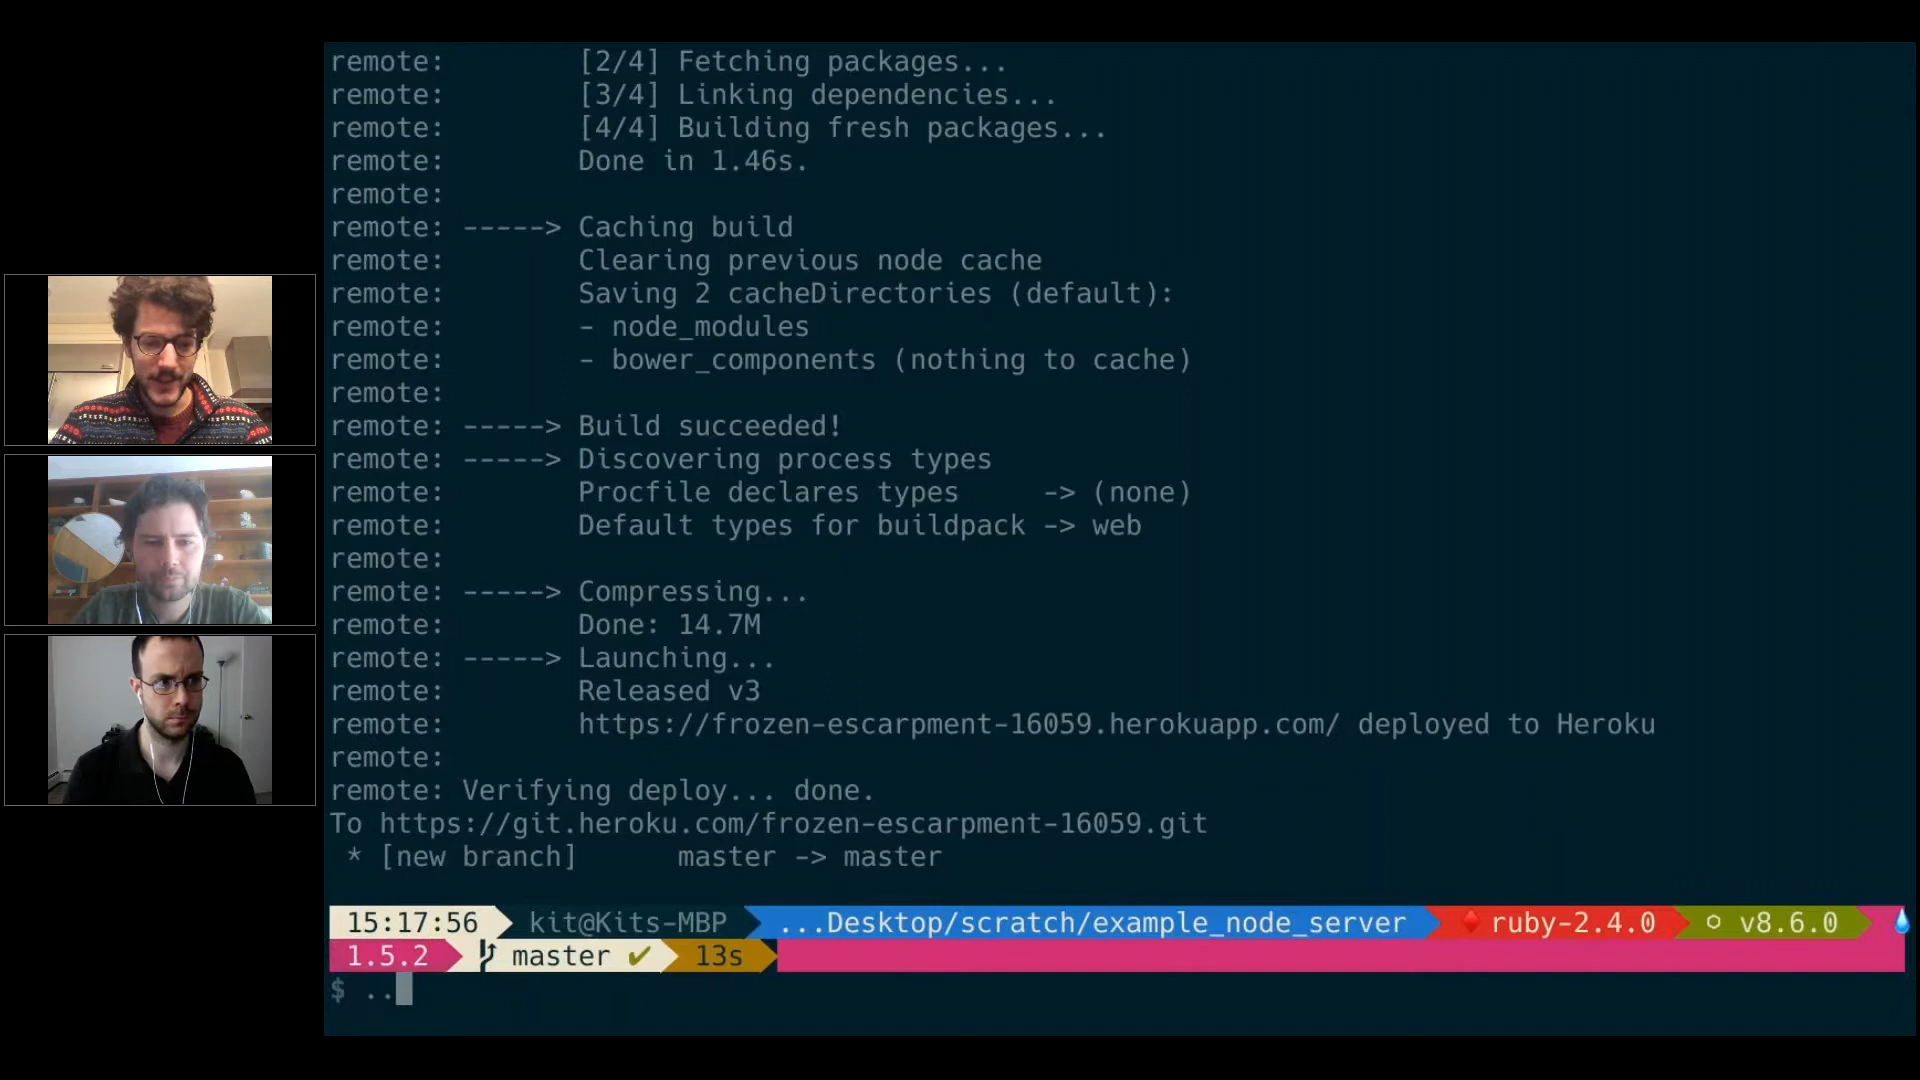 remote:        [2/4] Fetching packages...
remote:        [3/4] Linking dependencies...
remote:        [4/4] Building fresh packages...
remote:        Done in 1.46s.
remote:
remote: -----> Caching build
remote:        Clearing previous node cache
remote:        Saving 2 cacheDirectories (default):
remote:        - node_modules
remote:        - bower_components (nothing to cache)
remote:
remote: -----> Build succeeded!
remote: -----> Discovering process types
remote:        Procfile declares types     -> (none)
remote:        Default types for buildpack -> web
remote:
remote: -----> Compressing...
remote:        Done: 14.7M
remote: -----> Launching...
remote:        Released v3
remote:        https://frozen-escarpment-16059.herokuapp.com/ deployed to Heroku
remote:
remote: Verifying deploy... done.
To https://git.heroku.com/frozen-escarpment-16059.git
 * [new branch]      master -> master
15:17:56 kit@Kits-MBP ...Desktop/scratch/example_node_server ruby-2.4.0 v8.6.0
1.5.2 master ✔ 13s
$ ..